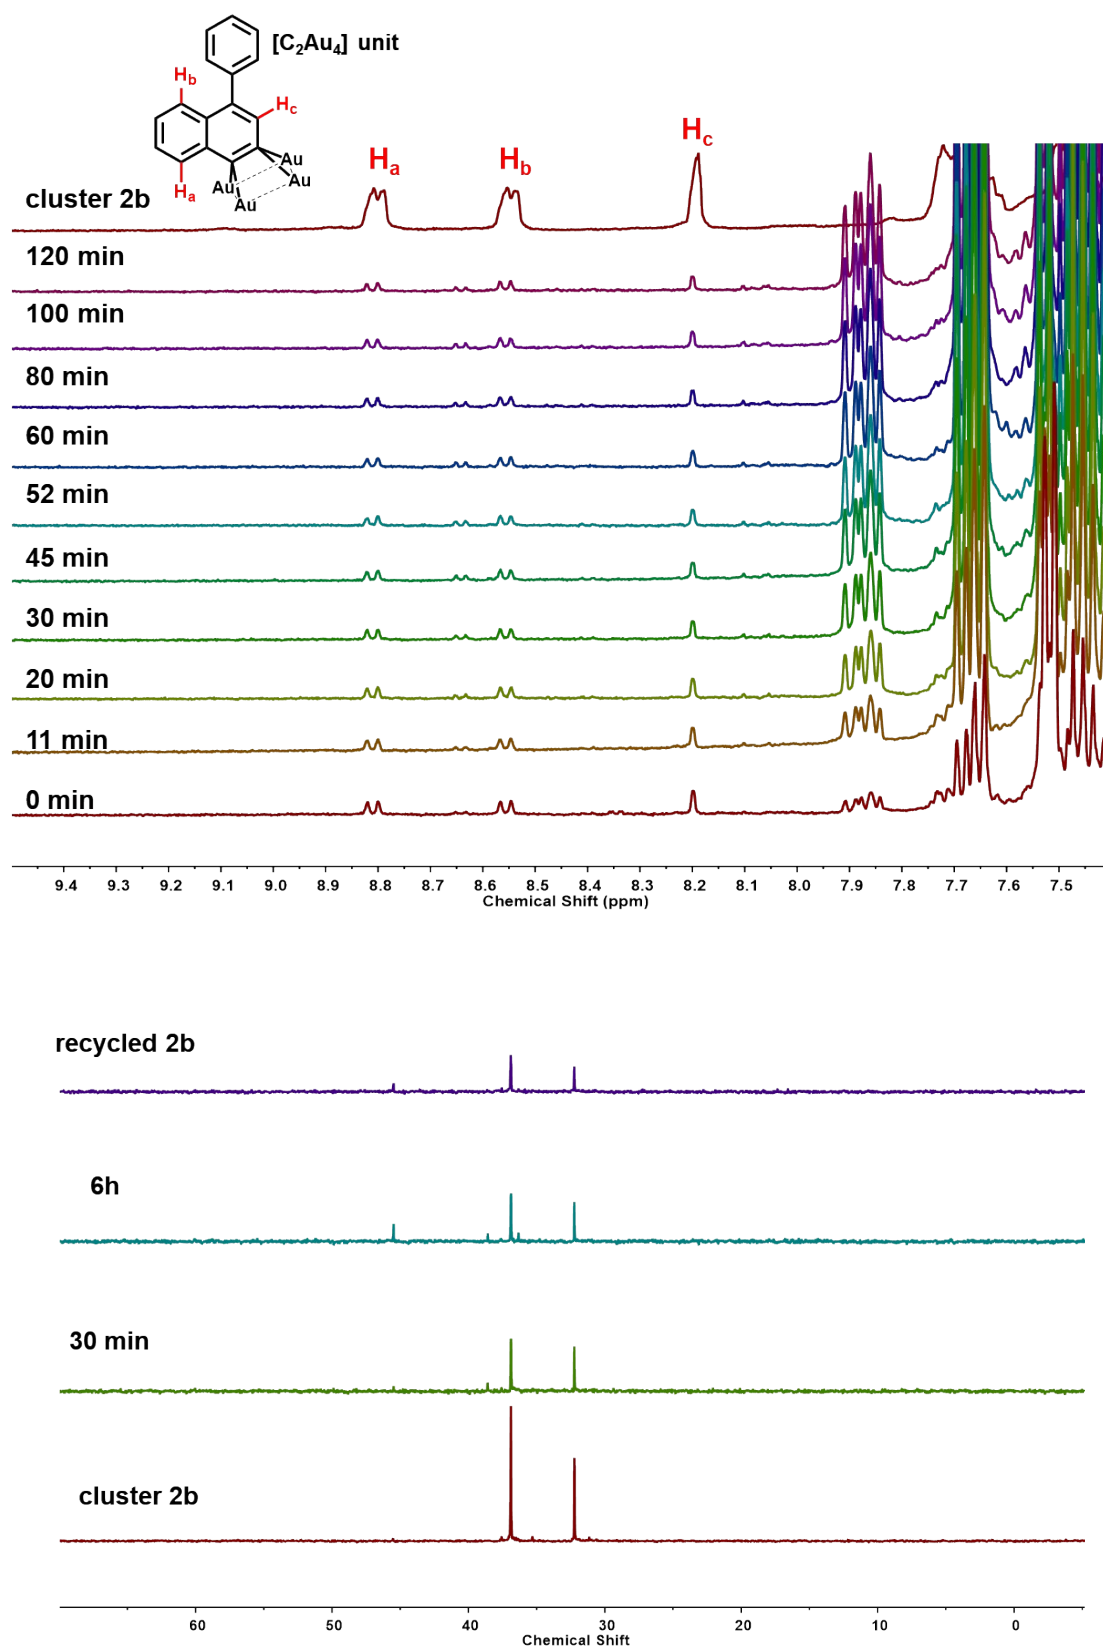 [C₂Au₄] unit
Hb
Hc
Au
Au
Au
Au
Ha
Ha
Hb
Hc
cluster 2b
120 min
100 min
80 min
60 min
52 min
45 min
30 min
20 min
11 min
0 min
9.4 9.3 9.2 9.1 9.0 8.9 8.8 8.7 8.6 8.5 8.4 8.3 8.2 8.1 8.0 7.9 7.8 7.7 7.6 7.5
Chemical Shift (ppm)
recycled 2b
6h
30 min
cluster 2b
60 50 40 30 20 10 0
Chemical Shift